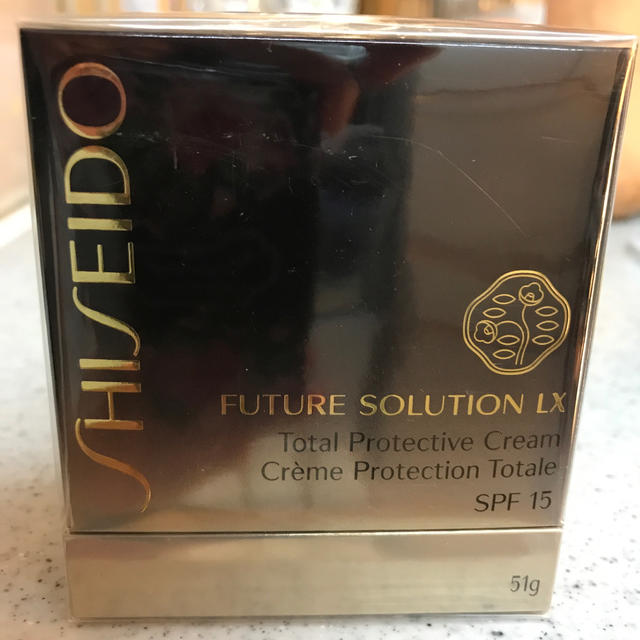 SHISEIDO
FUTURE SOLUTION LX
Total Protective Cream
Crème Protection Totale
SPF 15
51g